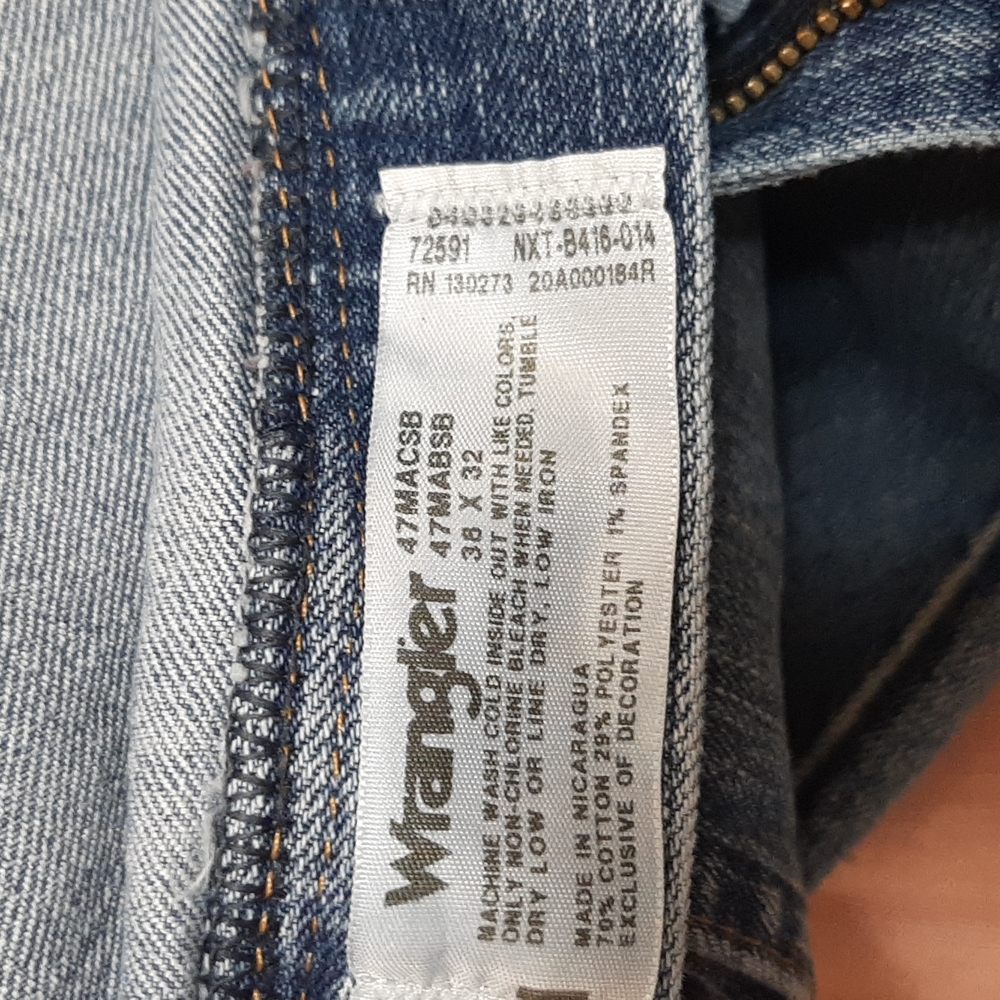 72591 NXT-B416-014
RN 130273 20A000184R
Wrangler
47MACSB
47MABSB
36 X 32
MACHINE WASH COLD INSIDE OUT WITH LIKE COLORS.
ONLY NON-CHLORINE BLEACH WHEN NEEDED. TUMBLE
DRY LOW OR LINE DRY. LOW IRON
MADE IN NICARAGUA
70% COTTON 29% POLYESTER 1% SPANDEX
EXCLUSIVE OF DECORATION